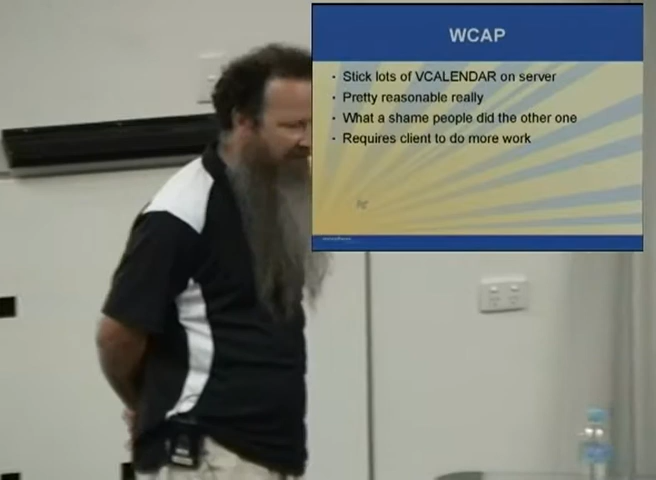 WCAP
Stick lots of VCALENDAR on server
Pretty reasonable really
What a shame people did the other one
Requires client to do more work